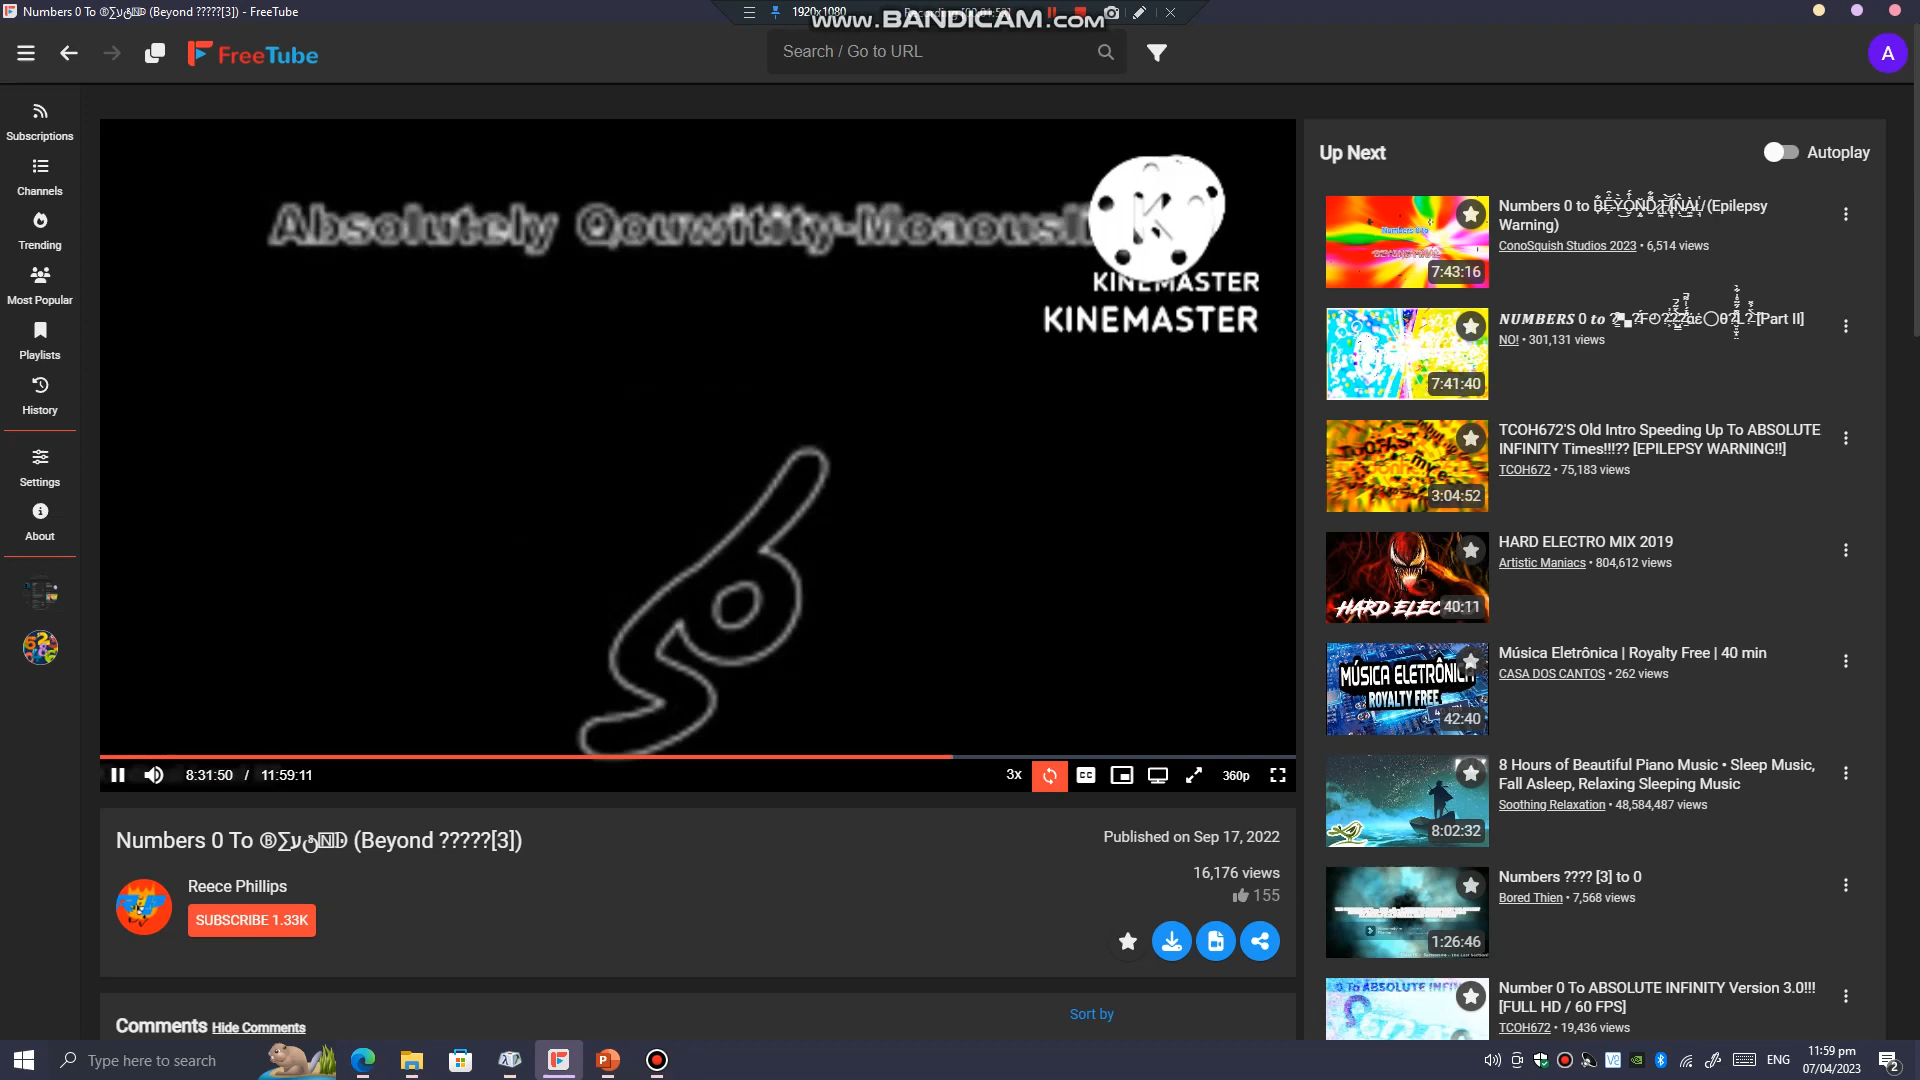 Numbers 0 To Ⓑ∑ע𝕹ⅅ (Beyond ?????[3]) - FreeTube
1920x1080
www.BANDICAM.com
FreeTube
Search / Go to URL
A
Subscriptions
Channels
Trending
Most Popular
Playlists
History
Settings
About
Absolutely Qouwitity-Monousli
KINEMASTER
KINEMASTER
8:31:50 / 11:59:11
3x
CC
360p
Numbers 0 To (Beyond ?????[3])
Published on Sep 17, 2022
Reece Phillips
16,176 views
155
SUBSCRIBE 1.33K
Comments Hide Comments
Sort by
Up Next
Autoplay
Numbers 0 to BEYOND FINAL (Epilepsy
Warning)
ConoSquish Studios 2023 • 6,514 views
7:43:16
NUMBERS 0 to [Part II]
NO! • 301,131 views
7:41:40
TCOH672'S Old Intro Speeding Up To ABSOLUTE
INFINITY Times!!!?? [EPILEPSY WARNING!!]
TCOH672 • 75,183 views
3:04:52
HARD ELECTRO MIX 2019
Artistic Maniacs • 804,612 views
HARD ELEC
40:11
Música Eletrônica | Royalty Free | 40 min
CASA DOS CANTOS • 262 views
MÚSICA ELETRÔNICA
ROYALTY FREE
42:40
8 Hours of Beautiful Piano Music • Sleep Music,
Fall Asleep, Relaxing Sleeping Music
Soothing Relaxation • 48,584,487 views
8:02:32
Numbers ???? [3] to 0
Bored Thien • 7,568 views
1:26:46
Number 0 To ABSOLUTE INFINITY Version 3.0!!!
[FULL HD / 60 FPS]
TCOH672 • 19,436 views
Type here to search
ENG
11:59 pm
07/04/2023
2